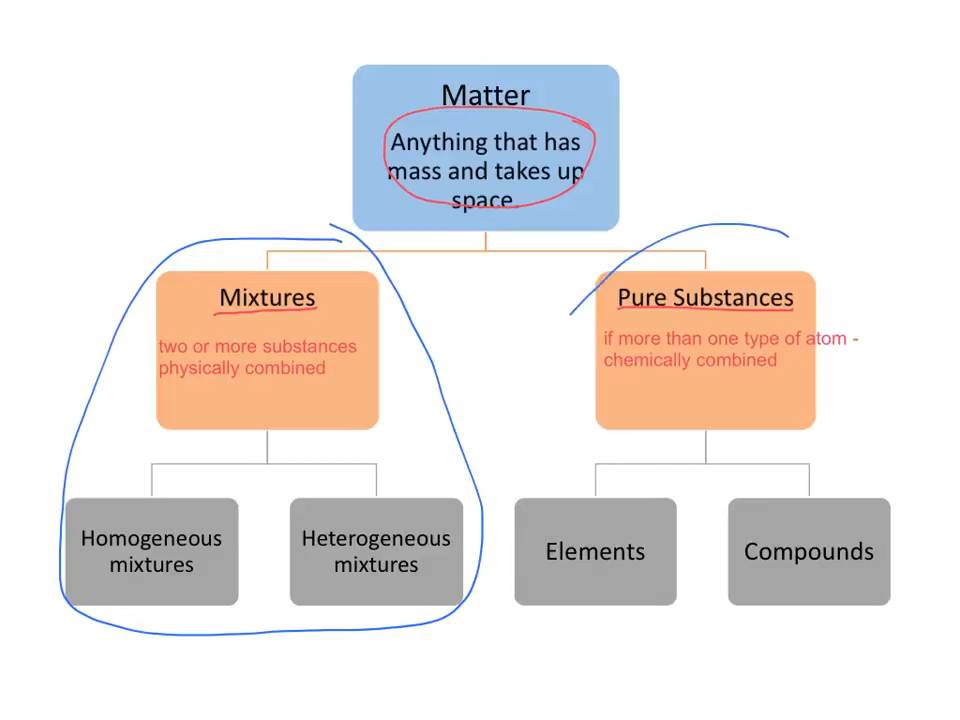 Matter
Anything that has
mass and takes up
space.
Mixtures
two or more substances
physically combined
Pure Substances
if more than one type of atom -
chemically combined
Homogeneous
mixtures
Heterogeneous
mixtures
Elements
Compounds